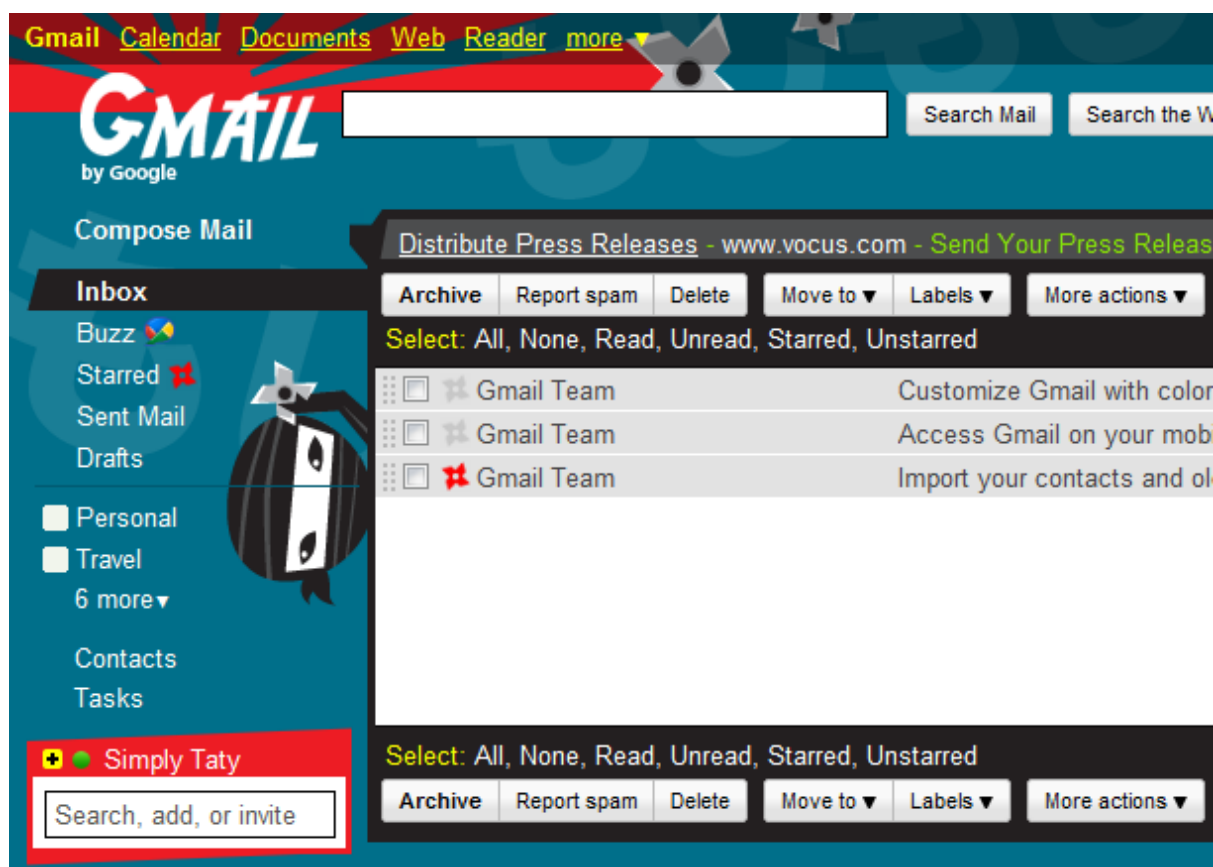 Gmail Calendar Documents Web Reader more ▼
GMAIL
by Google
Search Mail Search the
Compose Mail
Distribute Press Releases - www.vocus.com - Send Your Press
Inbox
Archive Report spam Delete Move to ▼ Labels ▼ More actions ▼
Buzz
Select: All, None, Read, Unread, Starred, Unstarred
Starred
Gmail Team Customize Gmail with
Sent Mail
Gmail Team Access Gmail on your
Drafts
Gmail Team Import your contacts and
Personal
Travel
6 more ▼
Contacts
Tasks
Simply Taty
Search, add, or invite
Select: All, None, Read, Unread, Starred, Unstarred
Archive Report spam Delete Move to ▼ Labels ▼ More actions ▼